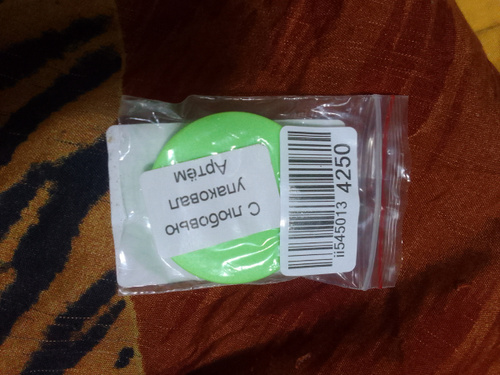 С любовью
упаковал
Артём
ii545013 4250